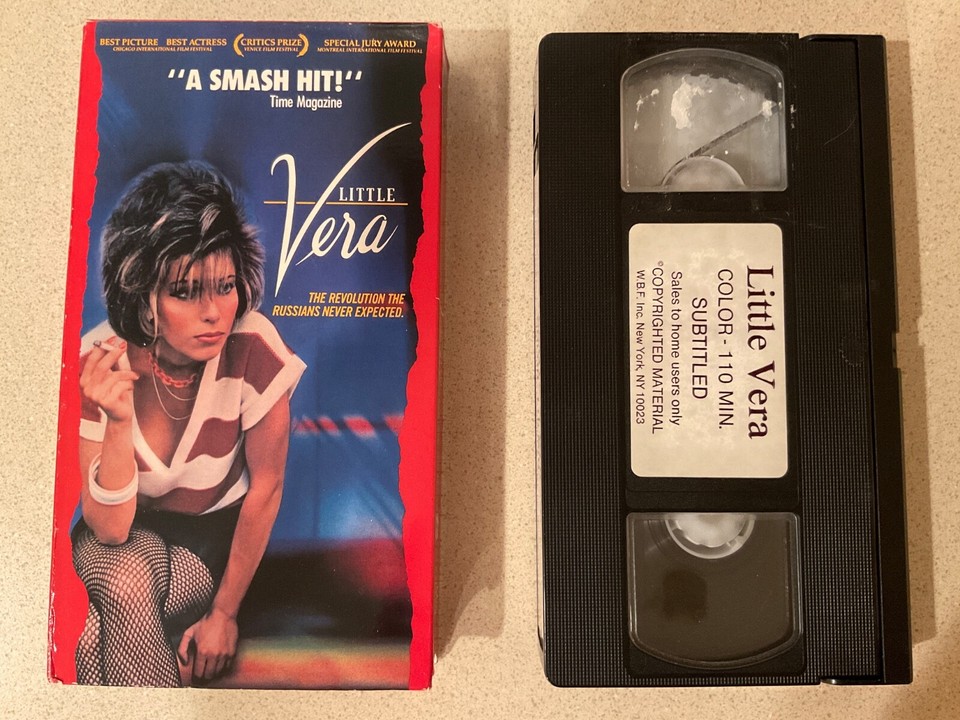 BEST PICTURE BEST ACTRESS
CHICAGO INTERNATIONAL FILM FESTIVAL
CRITICS PRIZE
VENICE FILM FESTIVAL
SPECIAL JURY AWARD
MONTREAL INTERNATIONAL FILM FESTIVAL
“A SMASH HIT!“
Time Magazine
LITTLE
Vera
THE REVOLUTION THE
RUSSIANS NEVER EXPECTED.
Little Vera
COLOR - 110 MIN.
SUBTITLED
Sales to home users only
©COPYRIGHTED MATERIAL
W.B.F. Inc. New York, NY 10023